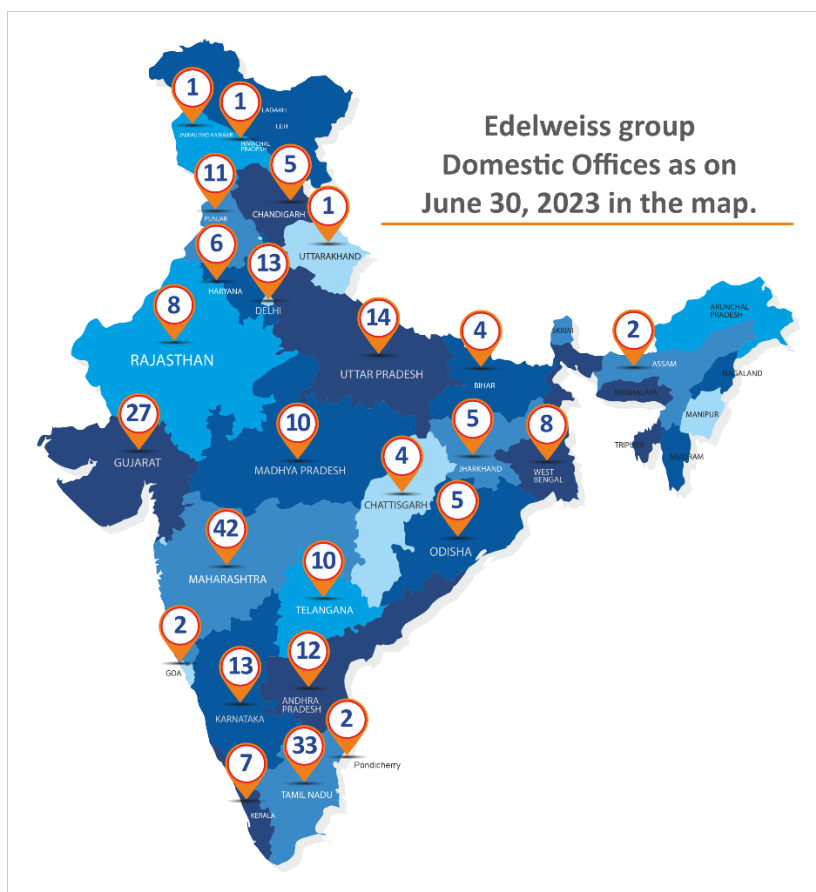 Edelweiss group
Domestic Offices as on
June 30, 2023 in the map.
1
JAMMU AND KASHMIR
1
LADAKH
LEH
HIMACHAL
PRADESH
11
PUNJAB
5
CHANDIGARH
1
UTTARAKHAND
6
HARYANA
13
DELHI
8
RAJASTHAN
14
UTTAR PRADESH
4
BIHAR
SKKIM
2
ASSAM
ARUNCHAL
PRADESH
NAGALAND
MEGHALAYA
MANIPUR
TRIPURA
MIZORAM
27
GUJARAT
10
MADHYA PRADESH
4
CHATTISGARH
5
JHARKHAND
8
WEST
BENGAL
5
ODISHA
42
MAHARASHTRA
10
TELANGANA
2
GOA
13
KARNATAKA
12
ANDHRA
PRADESH
2
Pondicherry
7
KERALA
33
TAMIL NADU